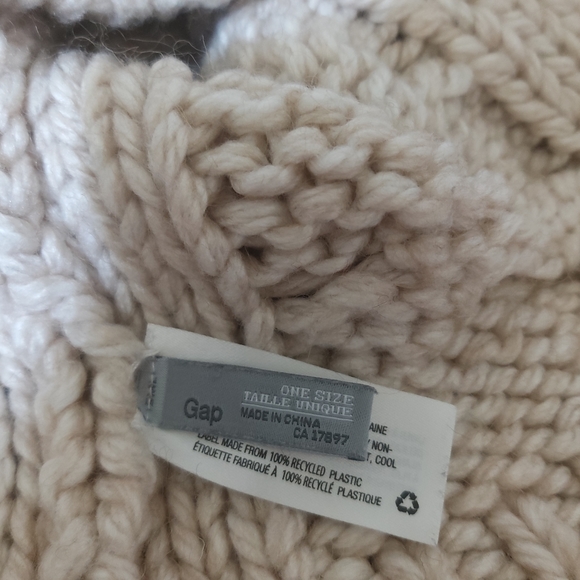 Gap
ONE SIZE
TAILLE UNIQUE
MADE IN CHINA
CA 17897
AINE
NON-
T, COOL
LABEL MADE FROM 100% RECYCLED PLASTIC
ÉTIQUETTE FABRIQUÉ À 100% RECYCLÉ PLASTIQUE